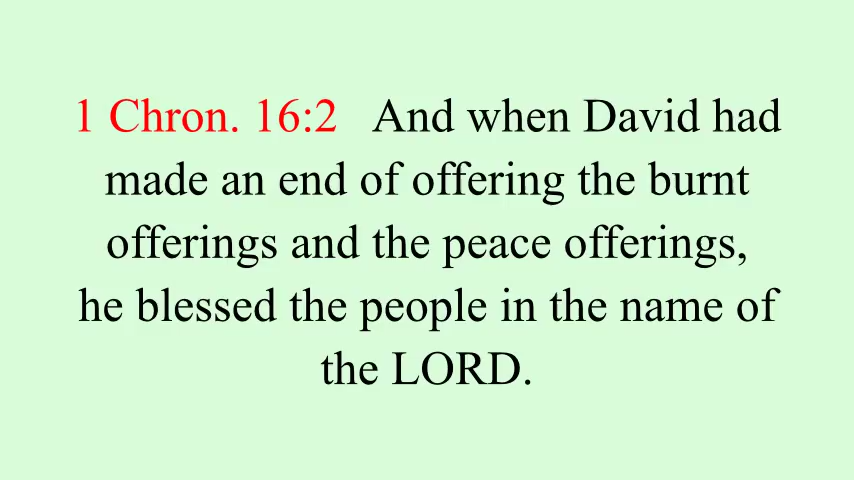 1 Chron. 16:2 And when David had
made an end of offering the burnt
offerings and the peace offerings,
he blessed the people in the name of
the LORD.